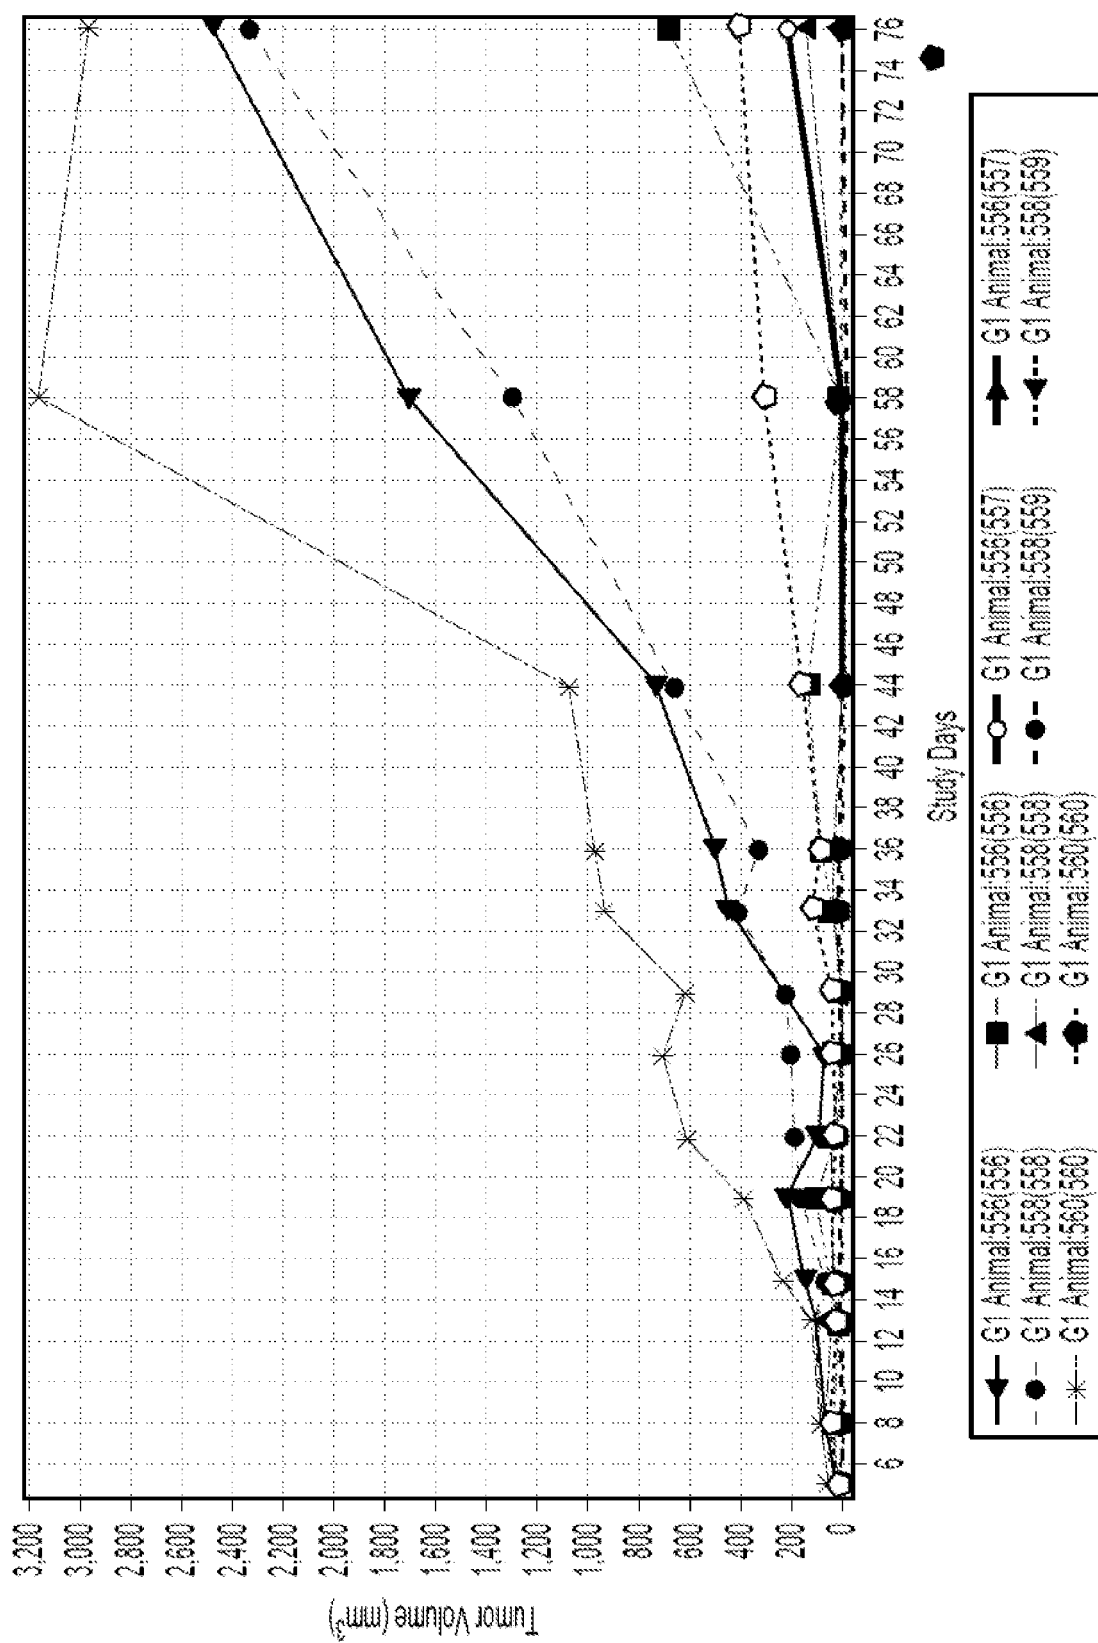 Tumor Volume (mm³)
3,200
3,000
2,800
2,600
2,400
2,200
2,000
1,800
1,600
1,400
1,200
1,000
800
600
400
200
0
6 8 10 12 14 16 18 20 22 24 26 28 30 32 34 36 38 40 42 44 46 48 50 52 54 56 58 60 62 64 66 68 70 72 74 76
Study Days
G1 Animal:556(556) G1 Animal:556(556) G1 Animal:556(557) G1 Animal:556(557)
G1 Animal:558(558) G1 Animal:558(558) G1 Animal:558(559) G1 Animal:558(559)
G1 Animal:560(560) G1 Animal:560(560)